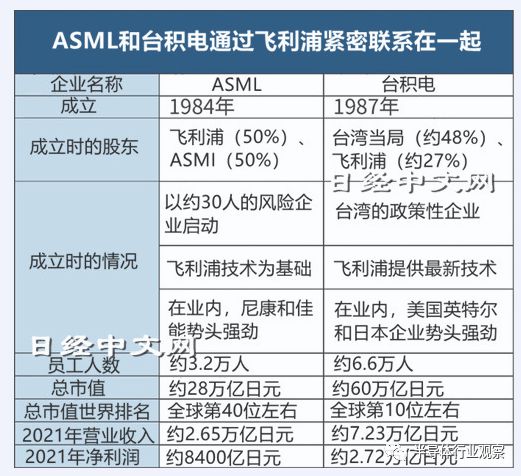 ASML和台积电通过飞利浦紧密联系在一起
企业名称 ASML 台积电
成立 1984年 1987年
成立时的股东 飞利浦（50%）、 台湾当局（约48%）、
ASMI（50%） 飞利浦（约27%）
日经中文网
成立时的情况 以约30人的风险企 台湾的政策性企业
业启动
飞利浦技术为基础 飞利浦提供最新技术
在业内，尼康和佳 在业内，美国英特尔
能势头强劲 和日本企业势头强劲
日经中文网
员工人数 约3.2万人 约6.6万人
总市值 约28万亿日元 约60万亿日元
总市值世界排名 全球第40位左右 全球第10位左右
2021年营业收入 约2.65万亿日元 约7.23万亿日元
2021年净利润 约8400亿日元 约2.72万亿日元
半导体行业观察